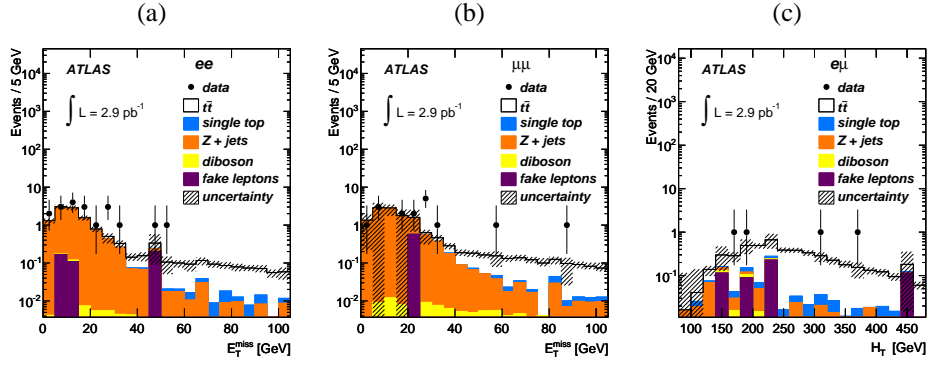 (a)
(b)
(c)
Events / 5 GeV
10⁴
10³
10²
10
1
10⁻¹
10⁻²
ATLAS
ee
∫ L = 2.9 pb⁻¹
data
tt̄
single top
Z + jets
diboson
fake leptons
uncertainty
0 20 40 60 80 100
E_T^miss [GeV]
Events / 5 GeV
10⁴
10³
10²
10
1
10⁻¹
10⁻²
ATLAS
μμ
∫ L = 2.9 pb⁻¹
data
tt̄
single top
Z + jets
diboson
fake leptons
uncertainty
0 20 40 60 80 100
E_T^miss [GeV]
Events / 20 GeV
10⁴
10³
10²
10
1
10⁻¹
10⁻²
ATLAS
eμ
∫ L = 2.9 pb⁻¹
data
tt̄
single top
Z + jets
diboson
fake leptons
uncertainty
100 150 200 250 300 350 400 450
H_T [GeV]